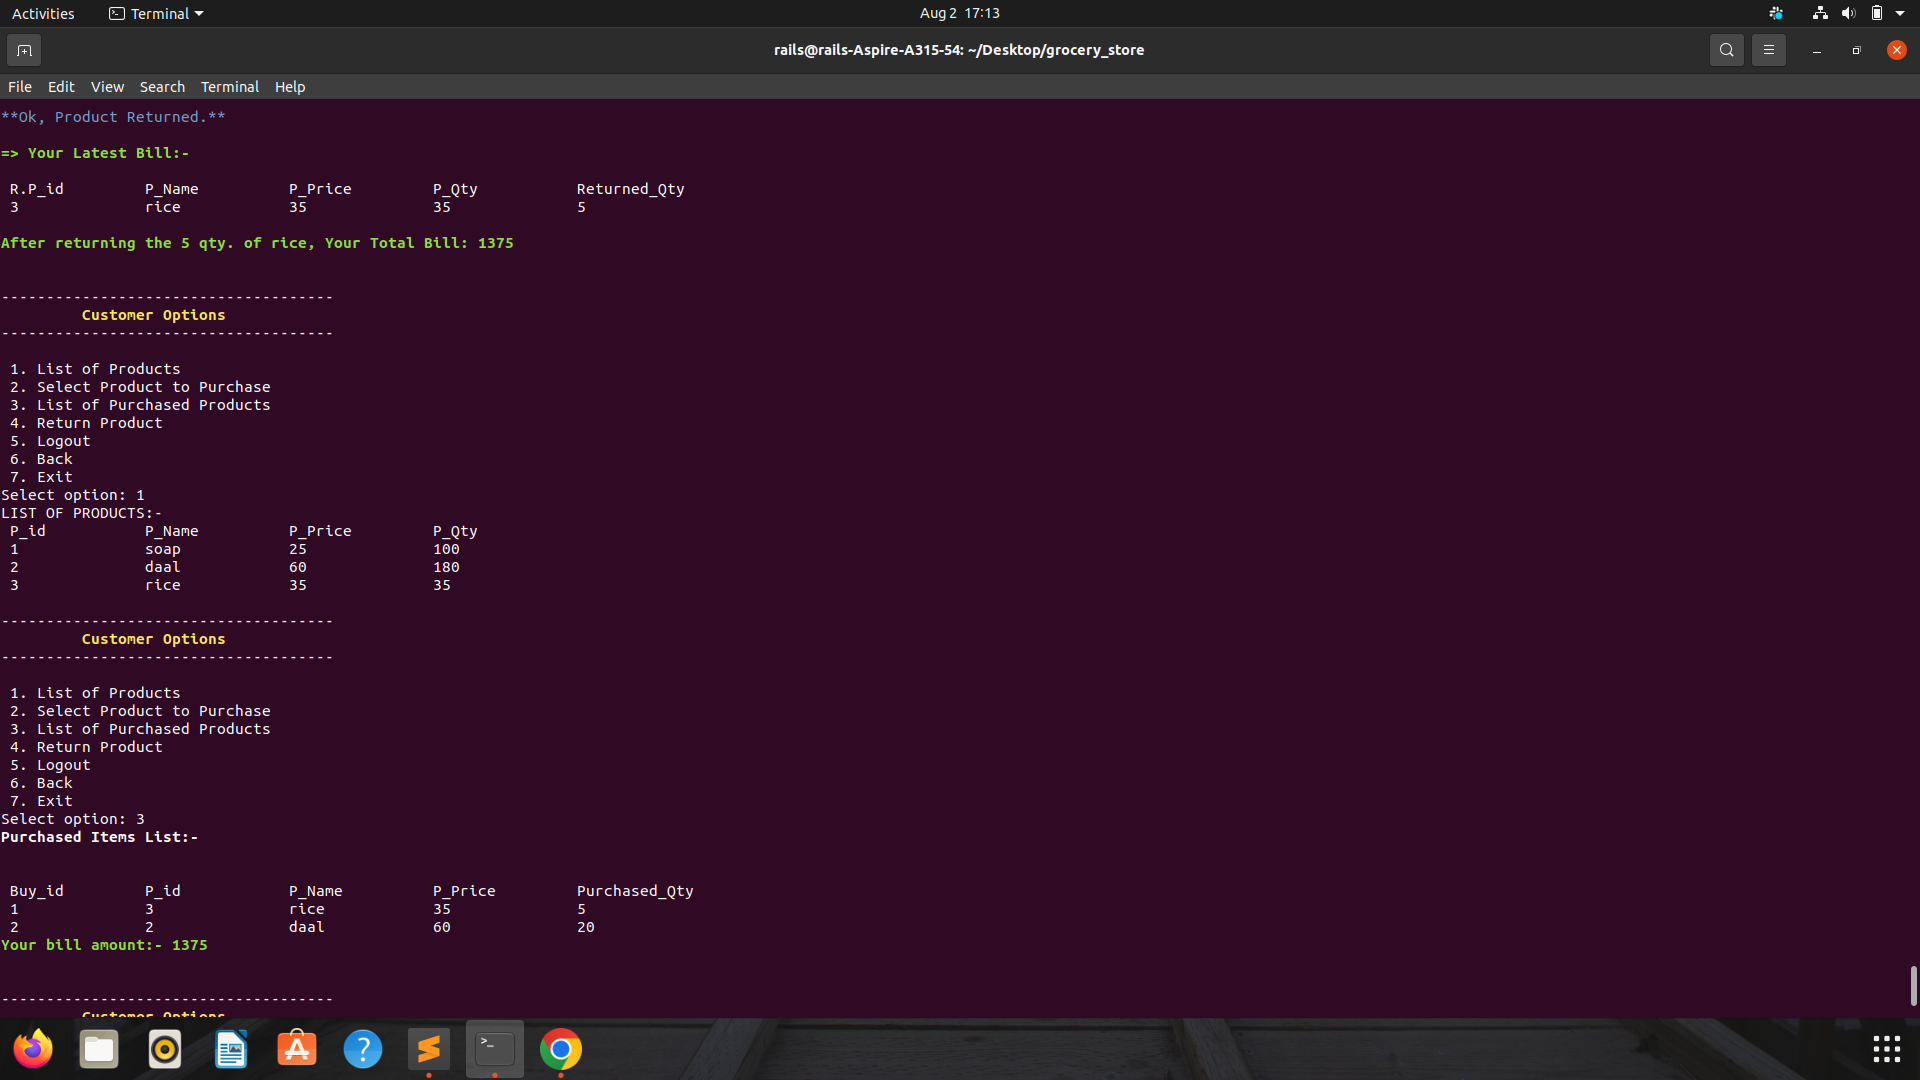 Activities Terminal Aug 2 17:13
rails@rails-Aspire-A315-54: ~/Desktop/grocery_store
File Edit View Search Terminal Help
**Ok, Product Returned.**
=> Your Latest Bill:-
R.P_id P_Name P_Price P_Qty Returned_Qty
3 rice 35 35 5
After returning the 5 qty. of rice, Your Total Bill: 1375
-------------------------------------
Customer Options
-------------------------------------
1. List of Products
2. Select Product to Purchase
3. List of Purchased Products
4. Return Product
5. Logout
6. Back
7. Exit
Select option: 1
LIST OF PRODUCTS:-
P_id P_Name P_Price P_Qty
1 soap 25 100
2 daal 60 180
3 rice 35 35
-------------------------------------
Customer Options
-------------------------------------
1. List of Products
2. Select Product to Purchase
3. List of Purchased Products
4. Return Product
5. Logout
6. Back
7. Exit
Select option: 3
Purchased Items List:-
Buy_id P_id P_Name P_Price Purchased_Qty
1 3 rice 35 5
2 2 daal 60 20
Your bill amount:- 1375
-------------------------------------
Customer Options